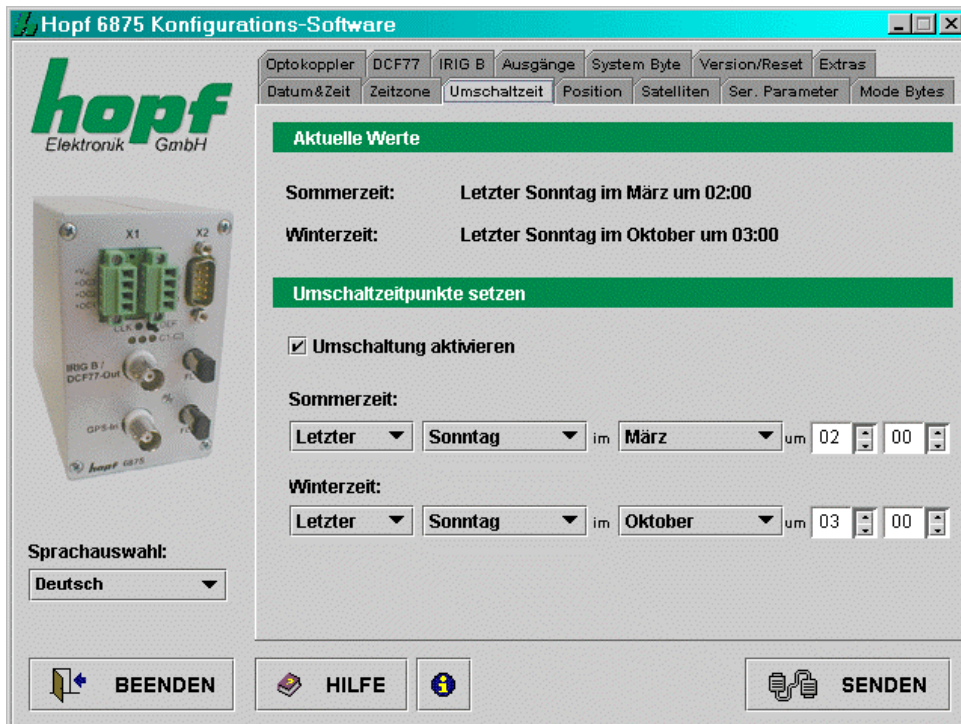 Hopf 6875 Konfigurations-Software
hopf
Elektronik GmbH
Optokoppler DCF77 IRIG B Ausgänge System Byte Version/Reset Extras
Datum&Zeit Zeitzone Umschaltzeit Position Satelliten Ser. Parameter Mode Bytes
Aktuelle Werte
Sommerzeit: Letzter Sonntag im März um 02:00
Winterzeit: Letzter Sonntag im Oktober um 03:00
Umschaltzeitpunkte setzen
Umschaltung aktivieren
Sommerzeit:
Letzter Sonntag im März um 02 00
Winterzeit:
Letzter Sonntag im Oktober um 03 00
X1 X2
CLK
C1-C3
IRIG B /
DCF77-Out
GPS-In
hopf 6875
Sprachauswahl:
Deutsch
BEENDEN HILFE SENDEN